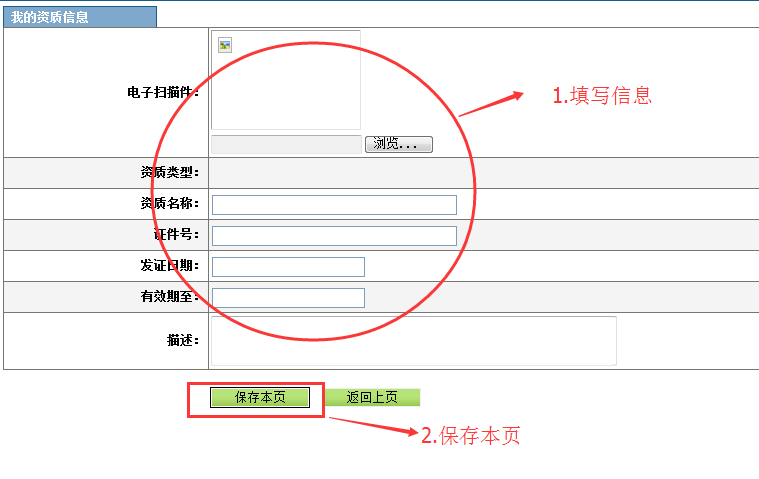 我的资质信息
电子扫描件：
浏览...
1.填写信息
资质类型：
资质名称：
证件号：
发证日期：
有效期至：
描述：
保存本页 返回上页
2.保存本页